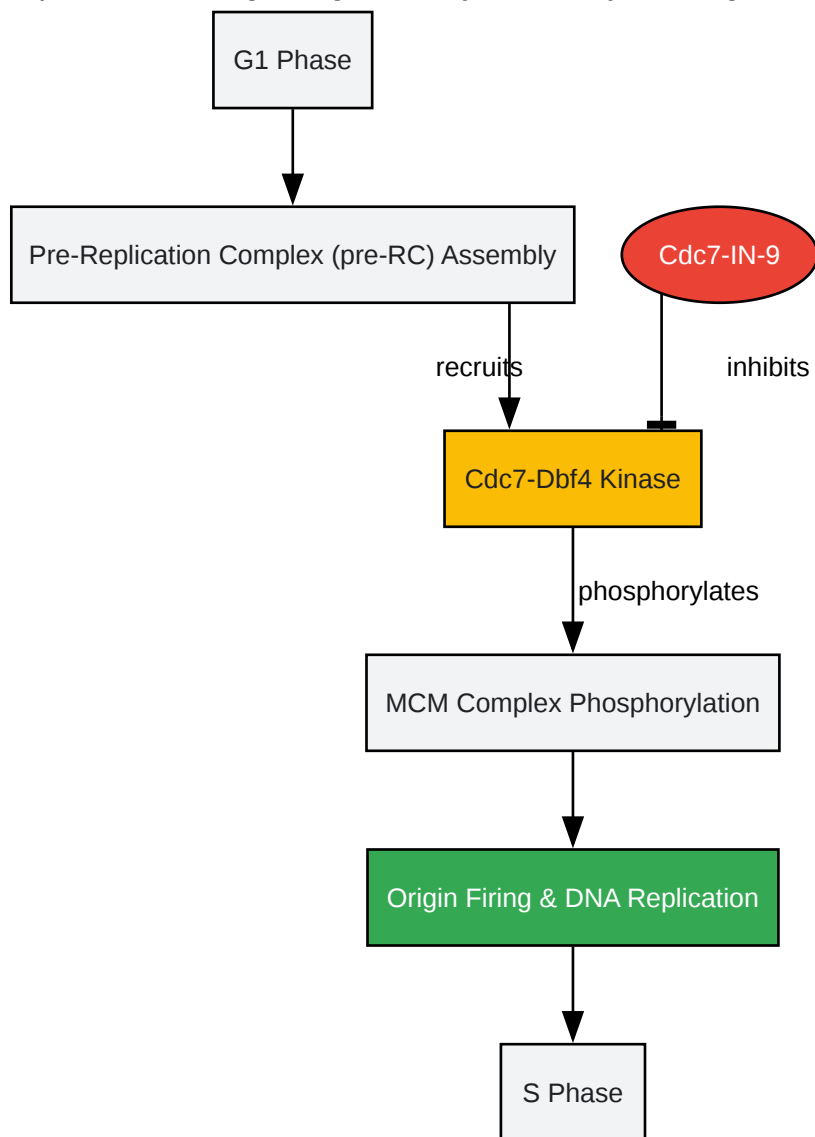 G1 Phase
Pre-Replication Complex (pre-RC) Assembly
Cdc7-IN-9
recruits
inhibits
Cdc7-Dbf4 Kinase
phosphorylates
MCM Complex Phosphorylation
Origin Firing & DNA Replication
S Phase